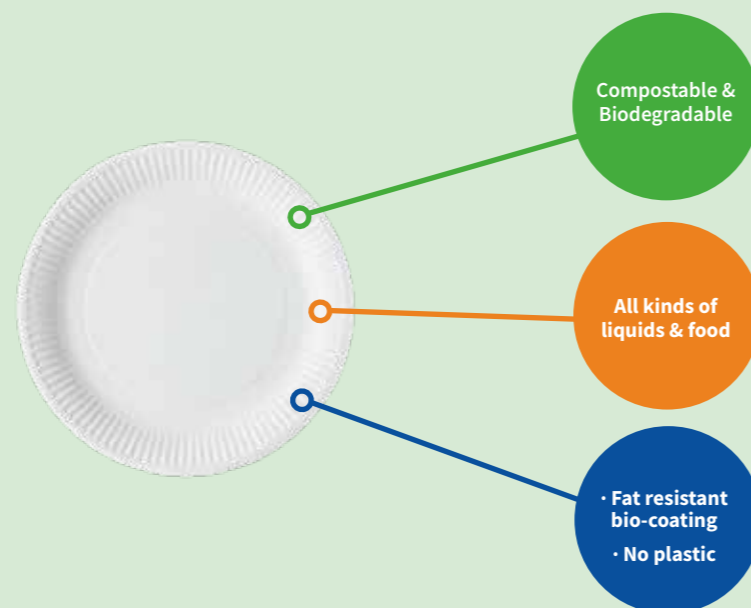 Compostable &
Biodegradable
All kinds of
liquids & food
· Fat resistant
bio-coating
· No plastic